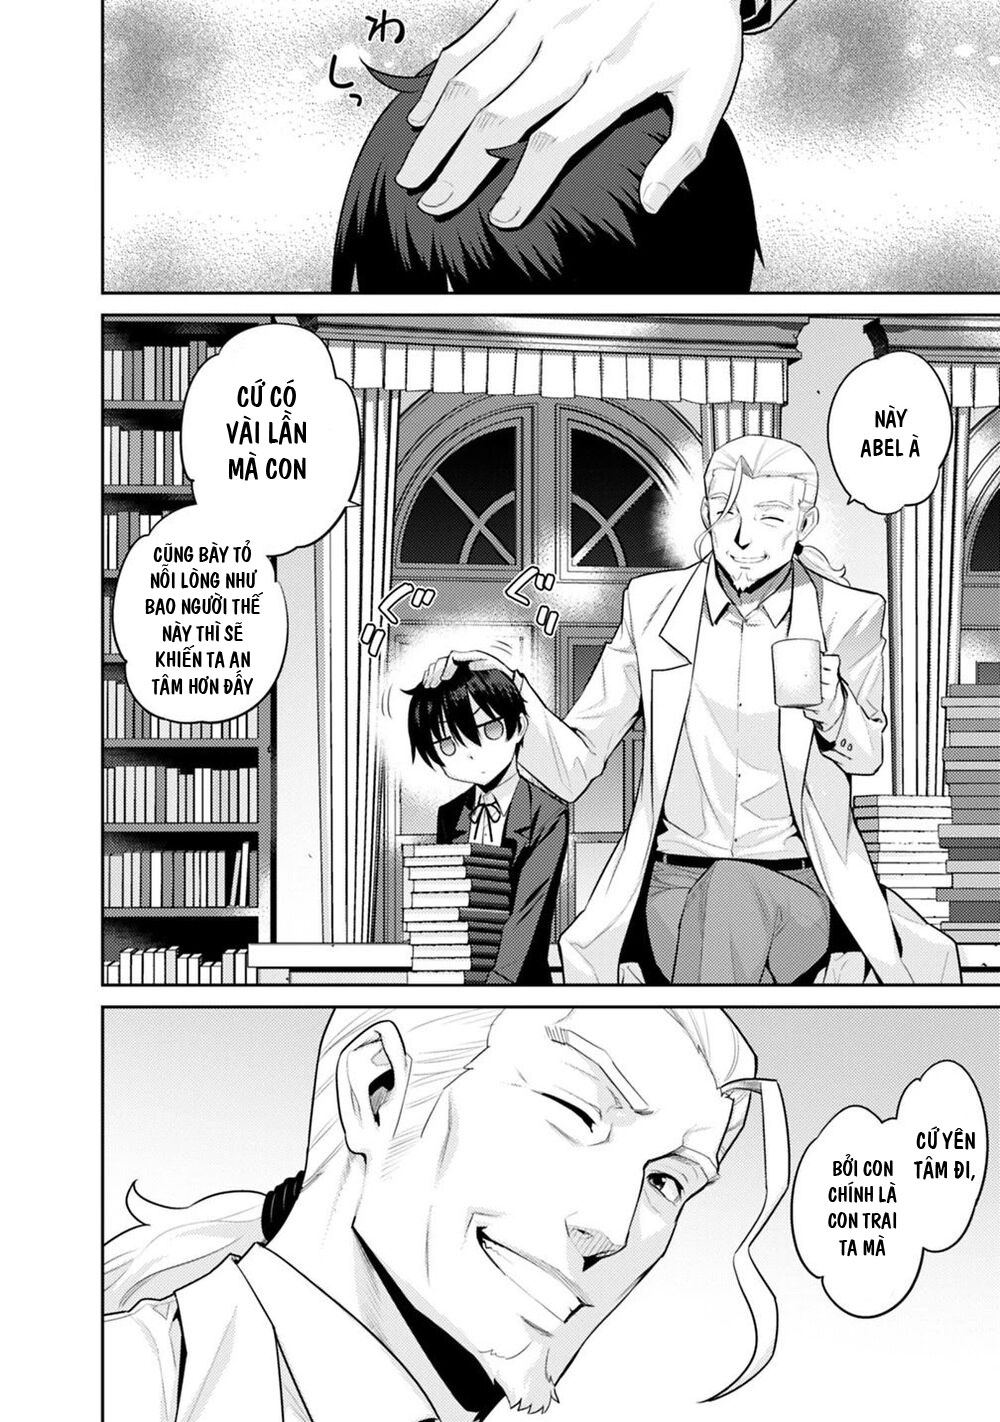 わ
しっ
NÀY
ABEL À
CỨ CÓ
VÀI LẦN
MÀ CON
CŨNG BÀY TỎ
NỖI LÒNG NHƯ
BAO NGƯỜI THẾ
NÀY THÌ SẼ
KHIẾN TA AN
TÂM HƠN ĐẤY
ぐぐ
ぐぐ
CỨ YÊN
TÂM ĐI,
BỞI CON
CHÍNH LÀ
CON TRAI
TA MÀ